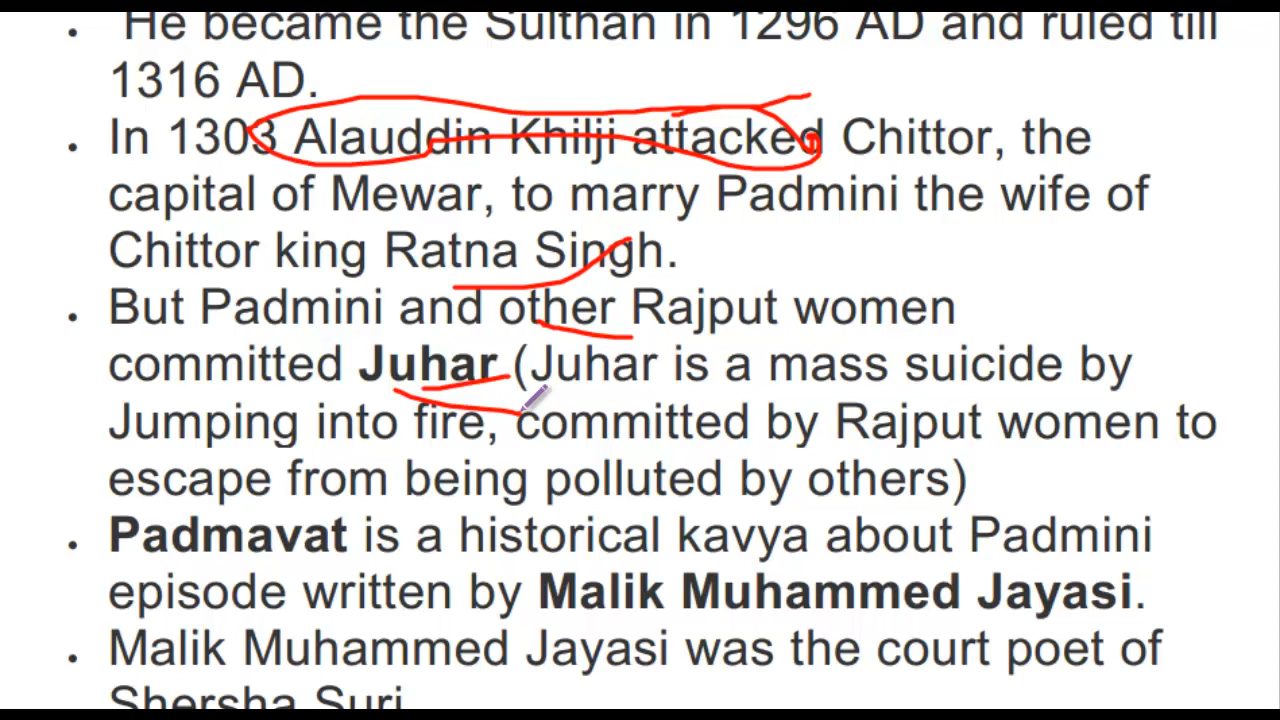 • He became the Sulthan in 1296 AD and ruled till
1316 AD.
• In 1303 Alauddin Khilji attacked Chittor, the
capital of Mewar, to marry Padmini the wife of
Chittor king Ratna Singh.
• But Padmini and other Rajput women
committed Juhar (Juhar is a mass suicide by
Jumping into fire, committed by Rajput women to
escape from being polluted by others)
• Padmavat is a historical kavya about Padmini
episode written by Malik Muhammed Jayasi.
• Malik Muhammed Jayasi was the court poet of
Shersha Suri